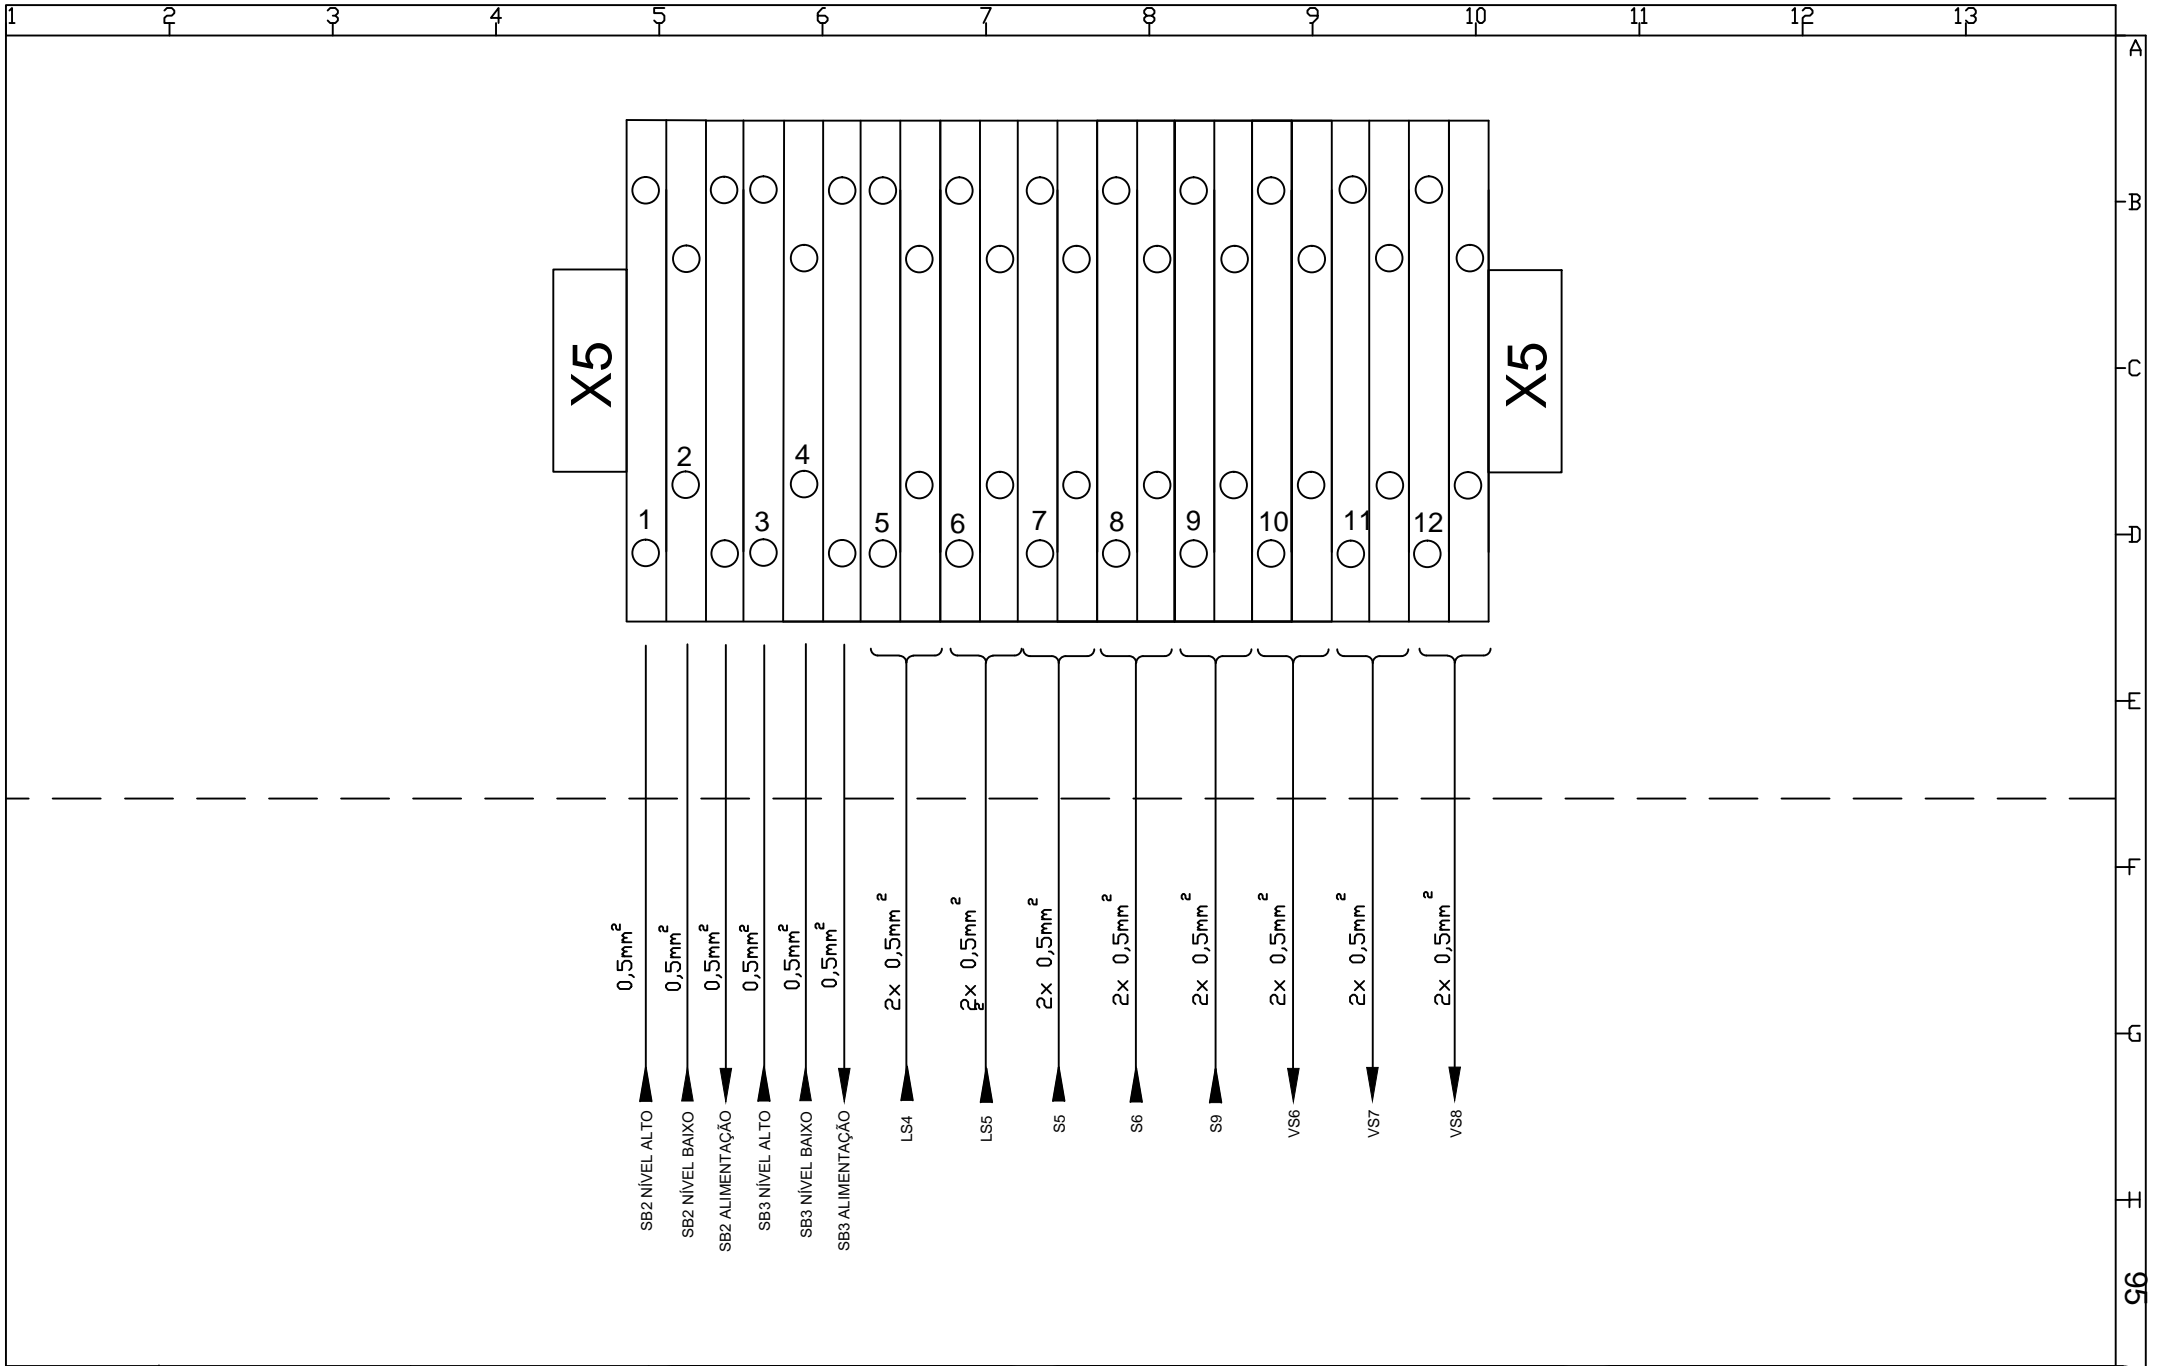 1 2 3 4 5 6 7 8 9 10 11 12 13
A
B
C
D
E
F
G
H
X5
X5
2
4
1
3
5
6
7
8
9
10
11
12
0,5mm²
0,5mm²
0,5mm²
0,5mm²
0,5mm²
0,5mm²
2x 0,5mm²
2x 0,5mm²
2
2x 0,5mm²
2x 0,5mm²
2x 0,5mm²
2x 0,5mm²
2x 0,5mm²
2x 0,5mm²
SB2 NÍVEL ALTO
SB2 NÍVEL BAIXO
SB2 ALIMENTAÇÃO
SB3 NÍVEL ALTO
SB3 NÍVEL BAIXO
SB3 ALIMENTAÇÃO
LS4
LS5
S5
S6
S9
VS6
VS7
VS8
95